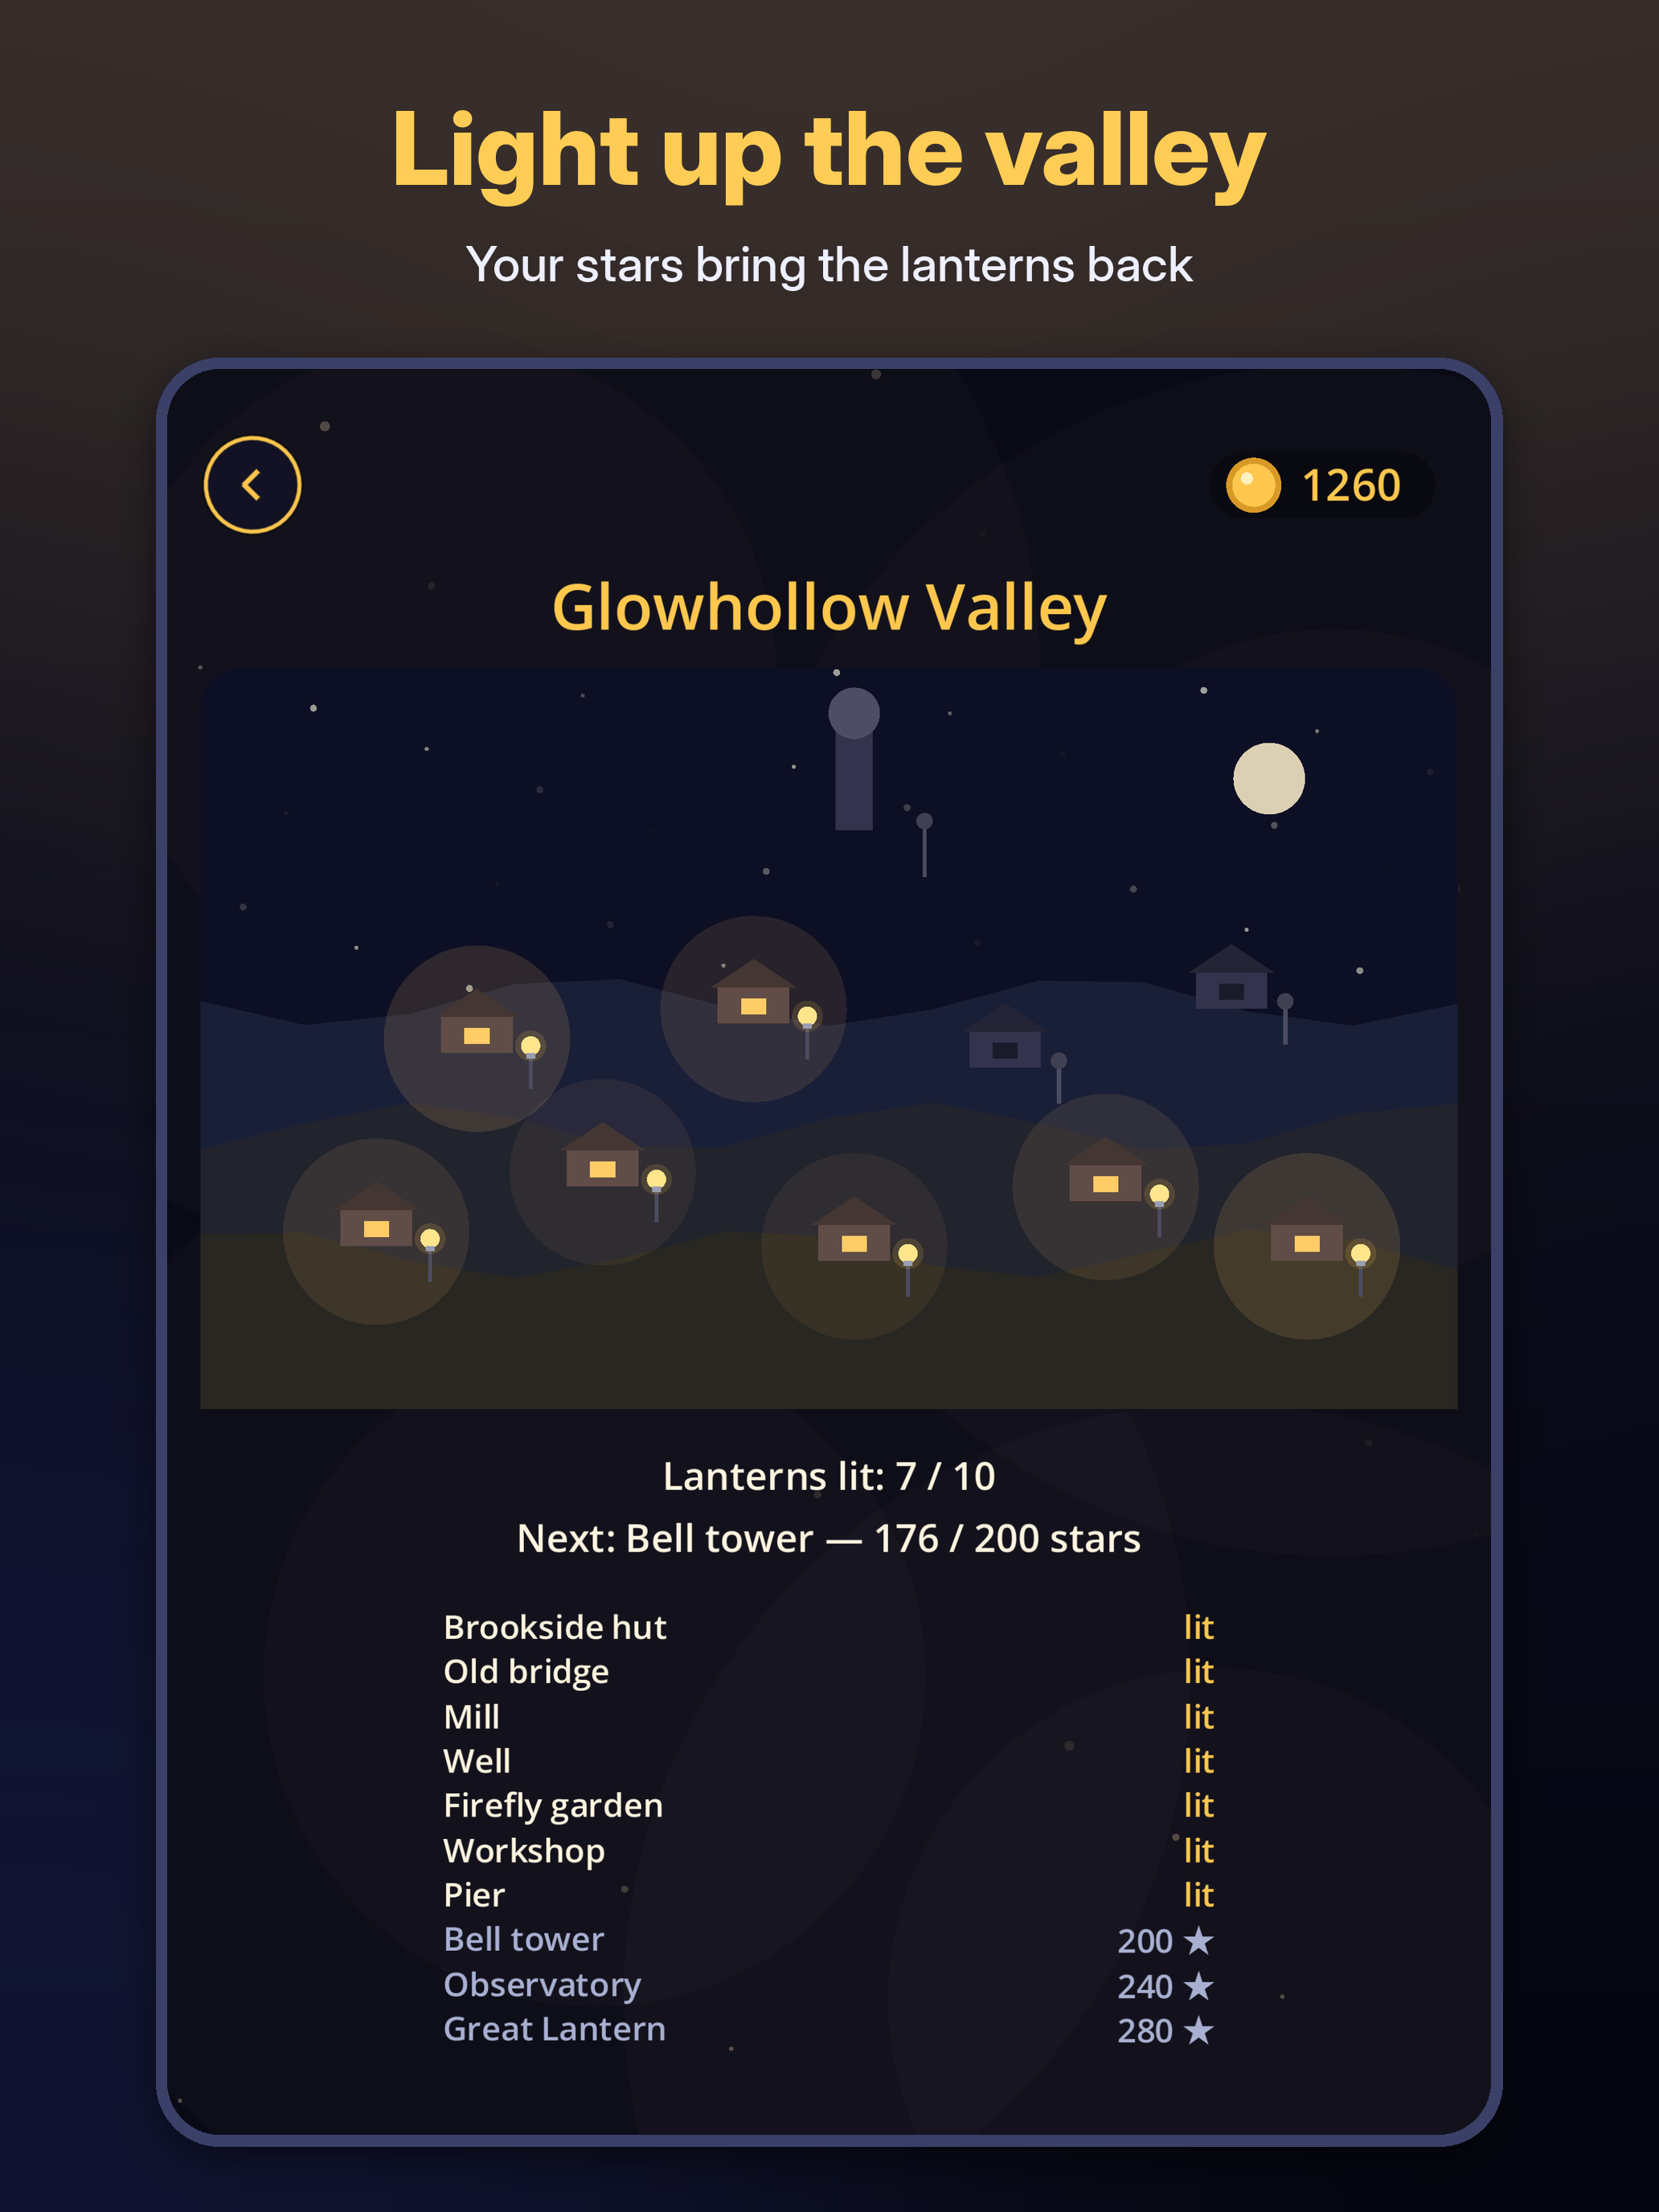 Light up the valley
Your stars bring the lanterns back
1260
Glowhollow Valley
Lanterns lit: 7 / 10
Next: Bell tower — 176 / 200 stars
Brookside hut lit
Old bridge lit
Mill lit
Well lit
Firefly garden lit
Workshop lit
Pier lit
Bell tower 200 ★
Observatory 240 ★
Great Lantern 280 ★